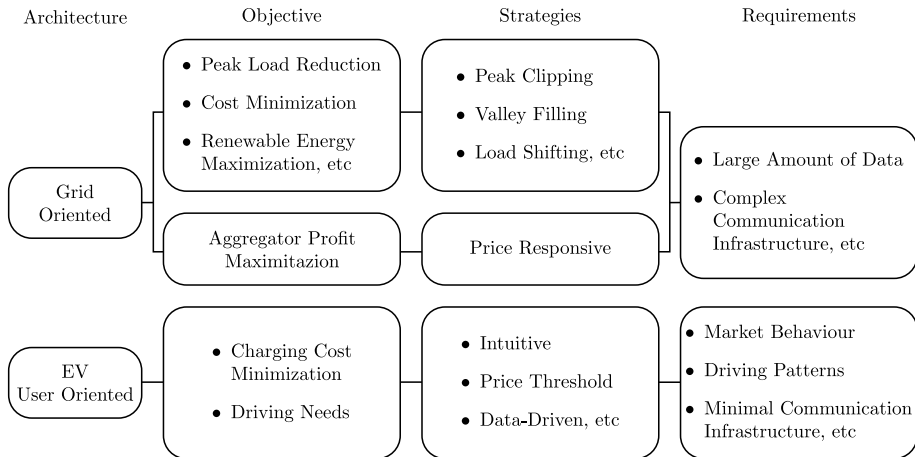 Architecture
Objective
Strategies
Requirements
Grid
Oriented
● Peak Load Reduction
● Cost Minimization
● Renewable Energy
Maximization, etc
● Peak Clipping
● Valley Filling
● Load Shifting, etc
Aggregator Profit
Maximitazion
Price Responsive
● Large Amount of Data
● Complex
Communication
Infrastructure, etc
EV
User Oriented
● Charging Cost
Minimization
● Driving Needs
● Intuitive
● Price Threshold
● Data-Driven, etc
● Market Behaviour
● Driving Patterns
● Minimal Communication
Infrastructure, etc